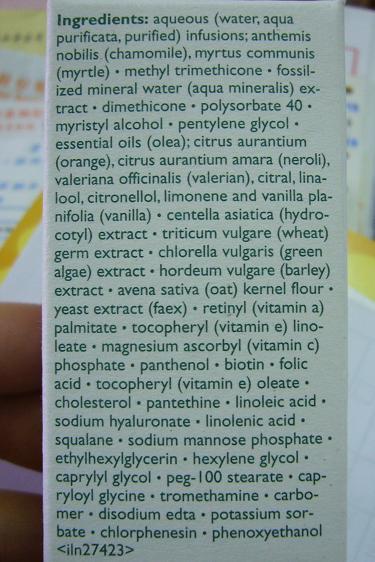 Ingredients: aqueous (water, aqua
purificata, purified) infusions; anthemis
nobilis (chamomile), myrtus communis
(myrtle) • methyl trimethicone • fossil-
ized mineral water (aqua mineralis) ex-
tract • dimethicone • polysorbate 40 •
myristyl alcohol • pentylene glycol •
essential oils (olea); citrus aurantium
(orange), citrus aurantium amara (neroli),
valeriana officinalis (valerian), citral, lina-
lool, citronellol, limonene and vanilla pla-
nifolia (vanilla) • centella asiatica (hydro-
cotyl) extract • triticum vulgare (wheat)
germ extract • chlorella vulgaris (green
algae) extract • hordeum vulgare (barley)
extract • avena sativa (oat) kernel flour •
yeast extract (faex) • retinyl (vitamin a)
palmitate • tocopheryl (vitamin e) lino-
leate • magnesium ascorbyl (vitamin c)
phosphate • panthenol • biotin • folic
acid • tocopheryl (vitamin e) oleate •
cholesterol • pantethine • linoleic acid •
sodium hyaluronate • linolenic acid •
squalane • sodium mannose phosphate •
ethylhexylglycerin • hexylene glycol •
caprylyl glycol • peg-100 stearate • cap-
ryloyl glycine • tromethamine • carbo-
mer • disodium edta • potassium sor-
bate • chlorphenesin • phenoxyethanol
<iln27423>